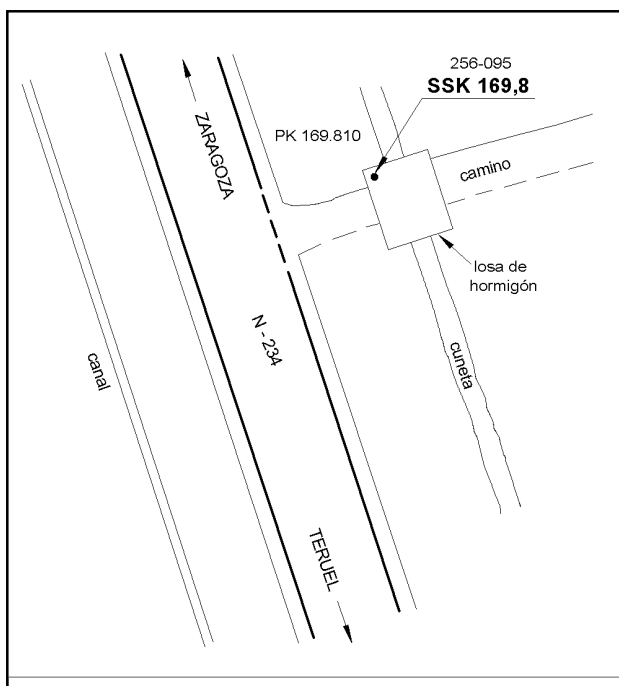 256-095
SSK 169,8
ZARAGOZA
PK 169.810
camino
losa de
hormigón
N - 234
canal
cuneta
TERUEL